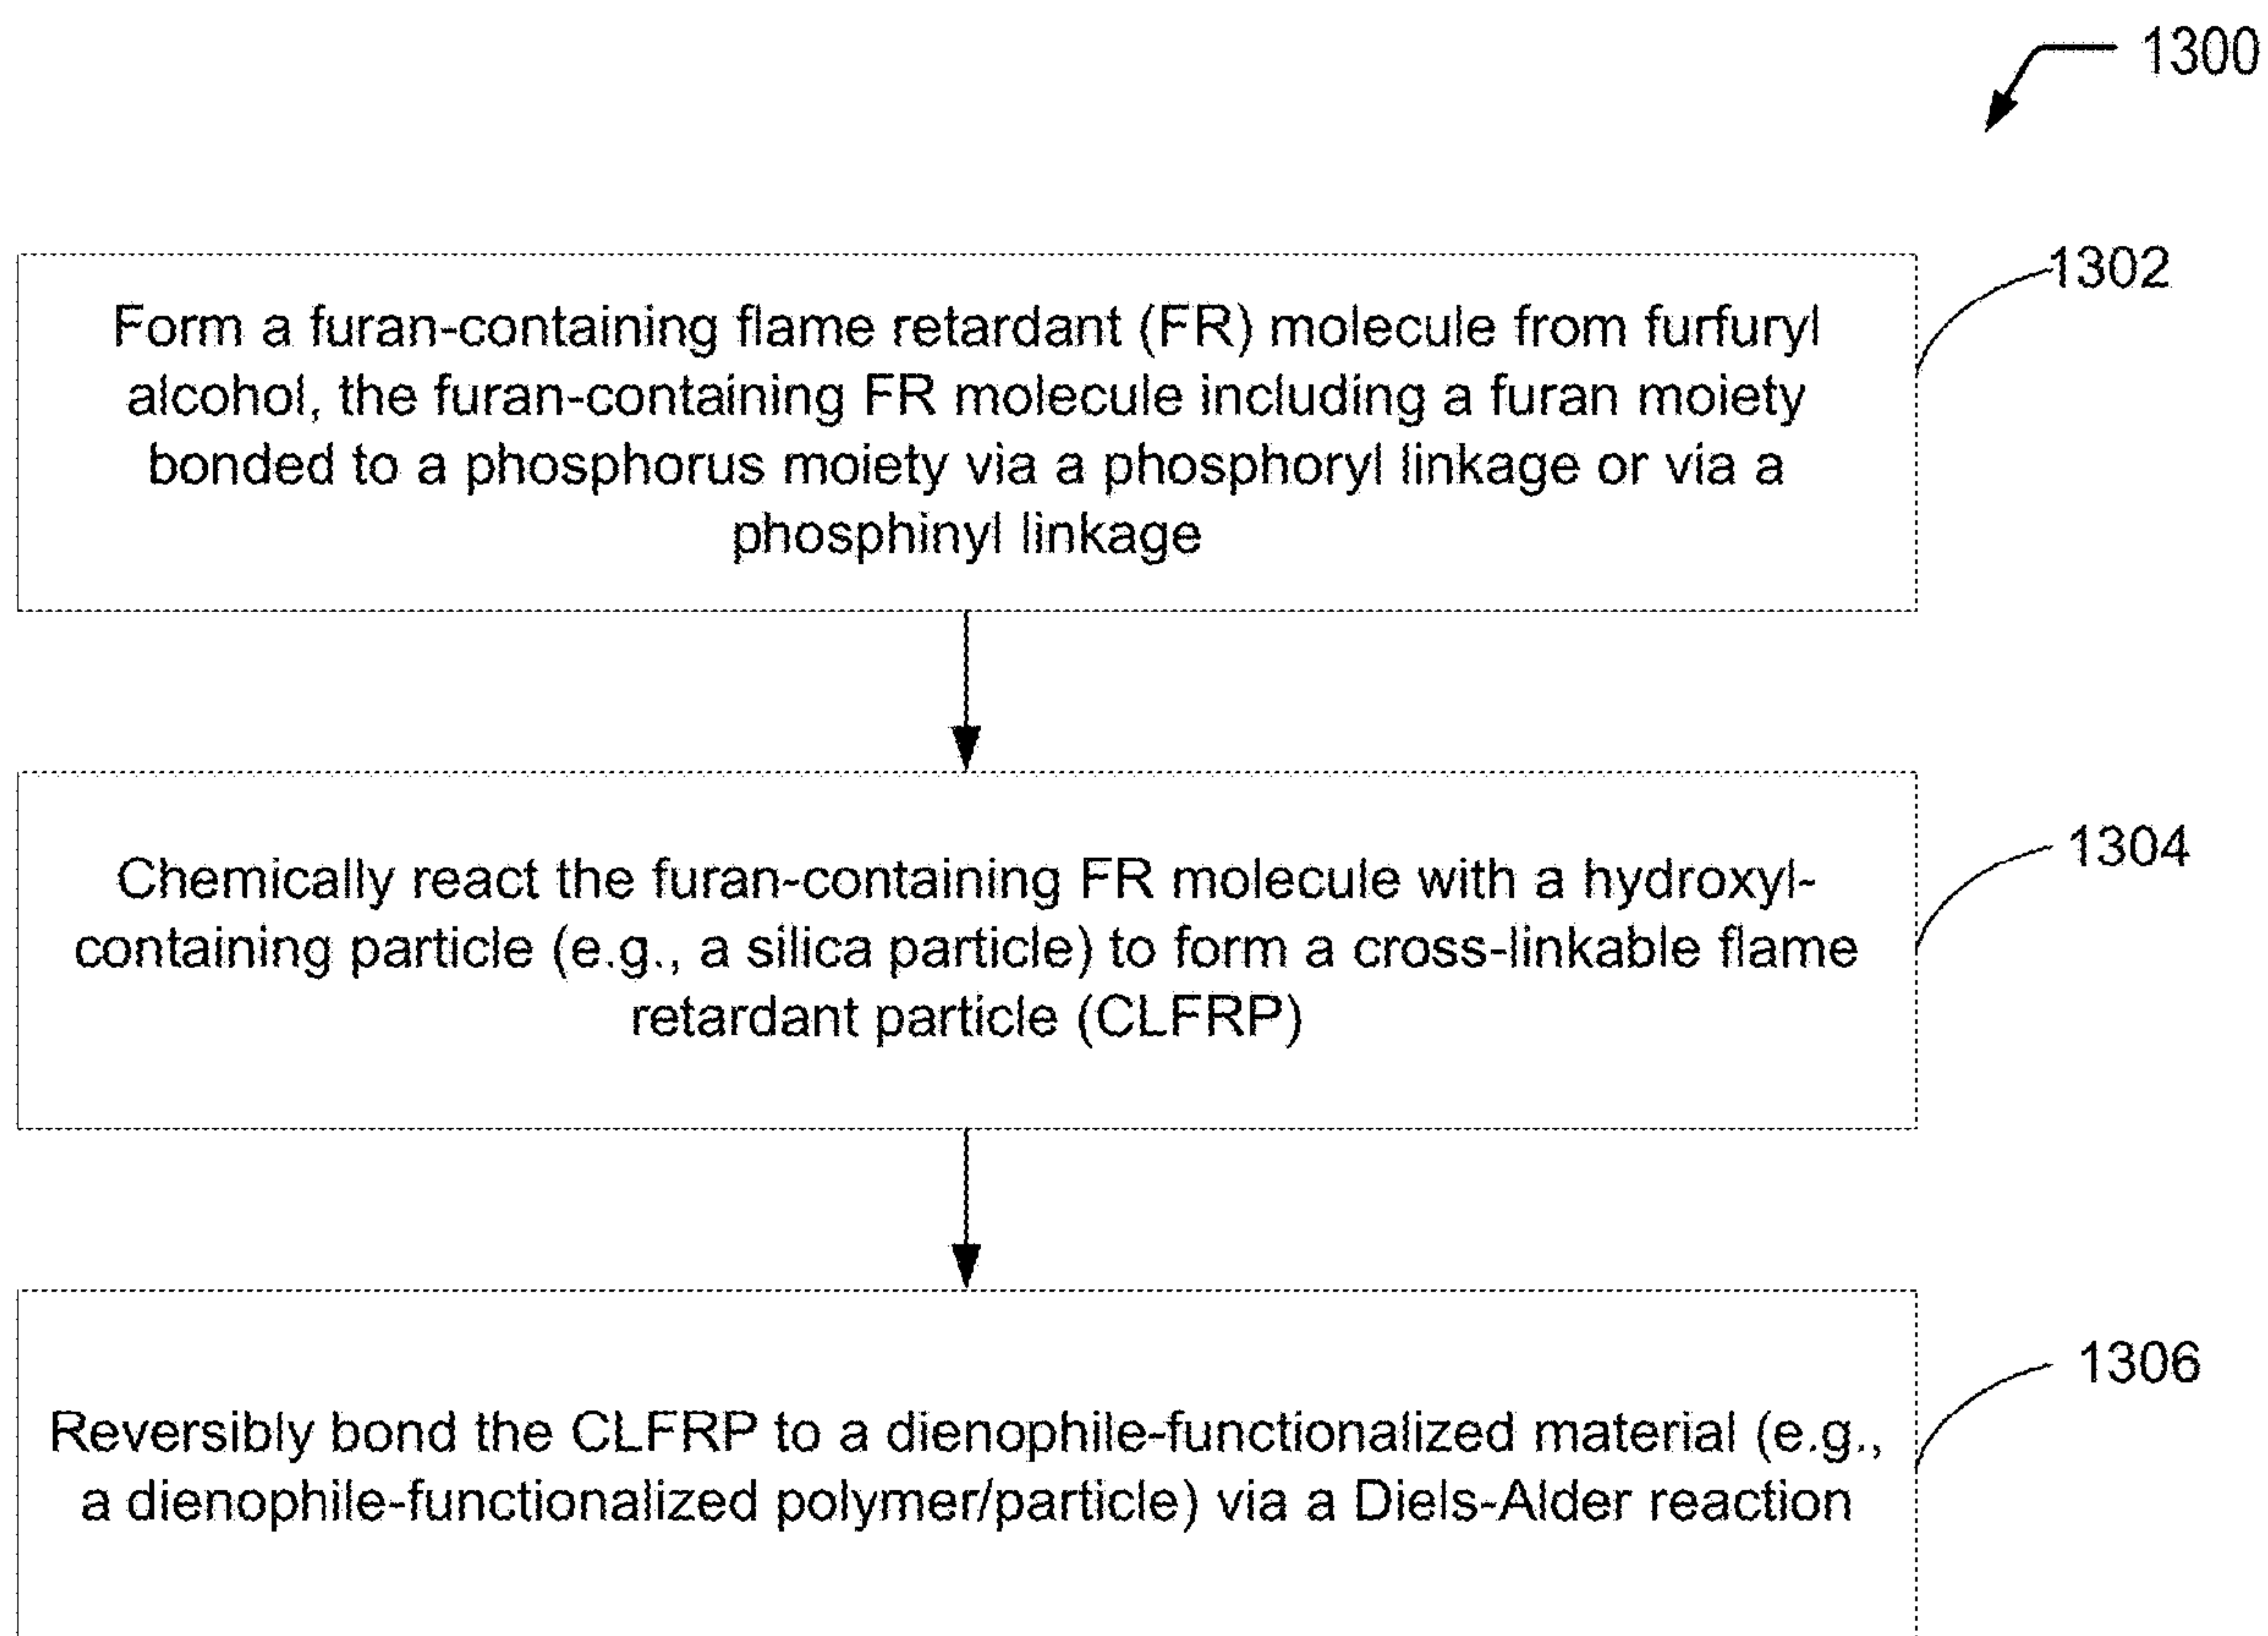 1300
1302
Form a furan-containing flame retardant (FR) molecule from furfuryl
alcohol, the furan-containing FR molecule including a furan moiety
bonded to a phosphorus moiety via a phosphoryl linkage or via a
phosphinyl linkage
1304
Chemically react the furan-containing FR molecule with a hydroxyl-
containing particle (e.g., a silica particle) to form a cross-linkable flame
retardant particle (CLFRP)
1306
Reversibly bond the CLFRP to a dienophile-functionalized material (e.g.,
a dienophile-functionalized polymer/particle) via a Diels-Alder reaction